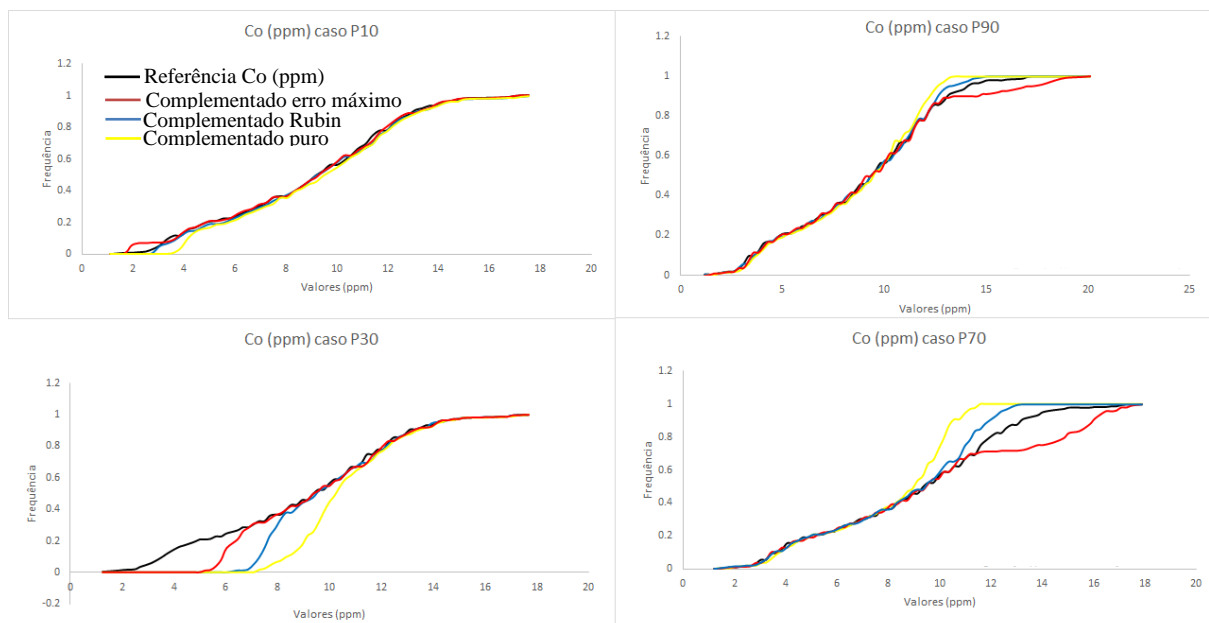 Co (ppm) caso P10
1.2
1
0.8
0.6
0.4
0.2
0
Frequência
Referência Co (ppm)
Complementado erro máximo
Complementado Rubin
Complementado puro
0 2 4 6 8 10 12 14 16 18 20
Valores (ppm)
Co (ppm) caso P90
1.2
1
0.8
0.6
0.4
0.2
0
Frequência
0 5 10 15 20 25
Valores (ppm)
Co (ppm) caso P30
1.2
1
0.8
0.6
0.4
0.2
0
-0.2
Frequência
0 2 4 6 8 10 12 14 16 18 20
Valores (ppm)
Co (ppm) caso P70
1.2
1
0.8
0.6
0.4
0.2
0
Frequência
0 2 4 6 8 10 12 14 16 18 20
Valores (ppm)